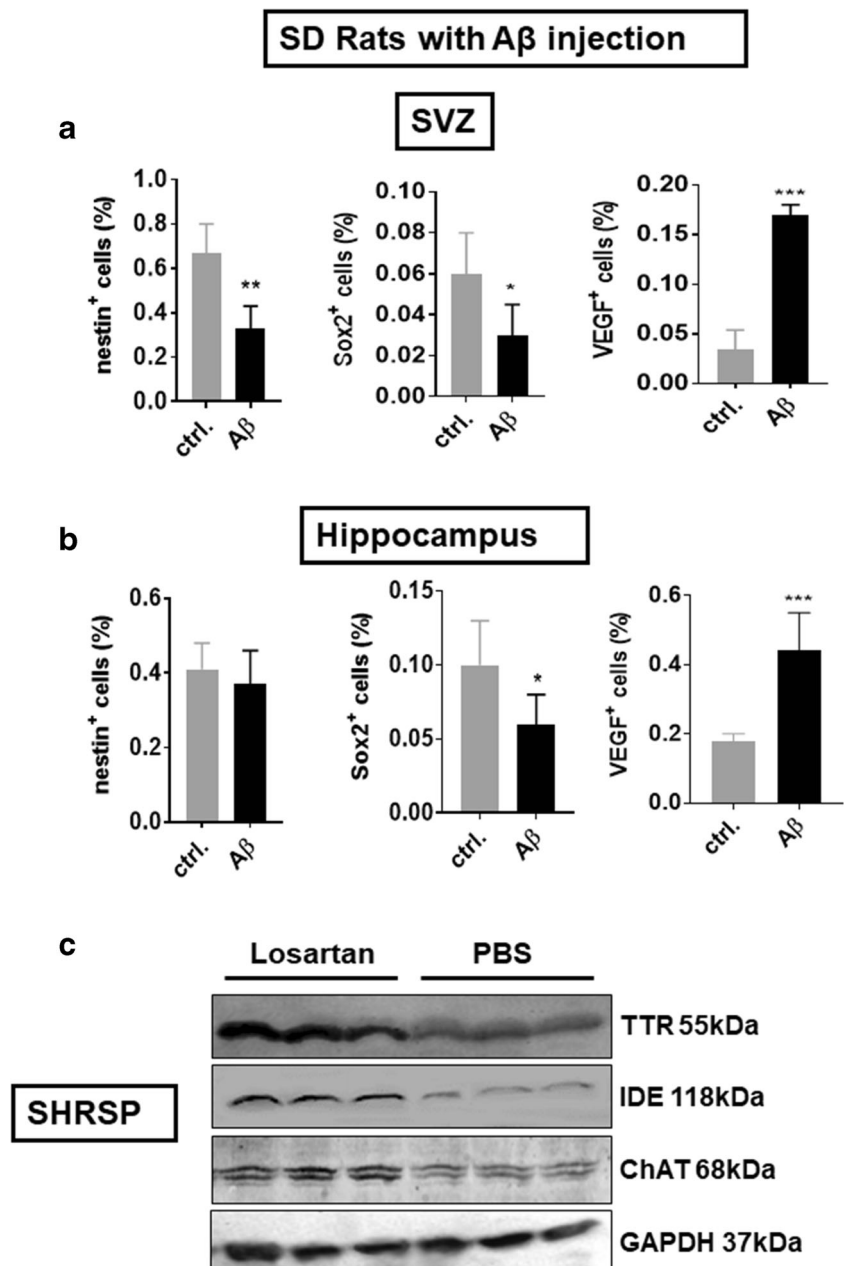 SD Rats with Aβ injection
a
SVZ
nestin⁺ cells (%)
1.0
0.8
0.6
0.4
0.2
0.0
**
ctrl.
Aβ
Sox2⁺ cells (%)
0.10
0.08
0.06
0.04
0.02
0.00
*
ctrl.
Aβ
VEGF⁺ cells (%)
0.20
0.15
0.10
0.05
0.00
***
ctrl.
Aβ
b
Hippocampus
nestin⁺ cells (%)
0.6
0.4
0.2
0.0
ctrl.
Aβ
Sox2⁺ cells (%)
0.15
0.10
0.05
0.00
*
ctrl.
Aβ
VEGF⁺ cells (%)
0.6
0.4
0.2
0.0
***
ctrl.
Aβ
c
Losartan PBS
TTR 55kDa
IDE 118kDa
SHRSP
ChAT 68kDa
GAPDH 37kDa